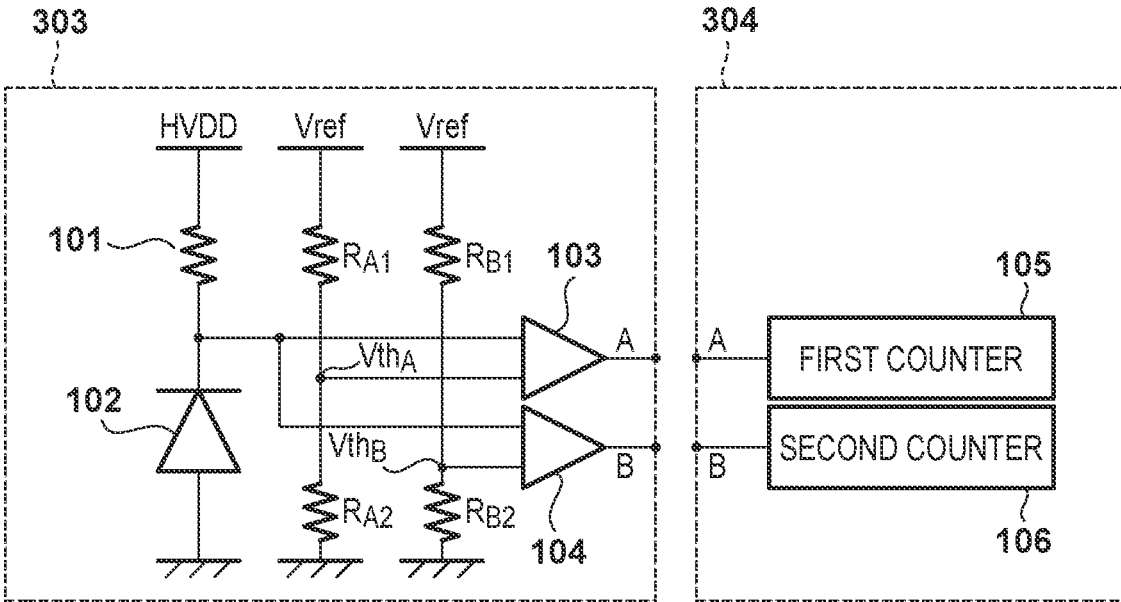 303
304
HVDD
Vref
Vref
101
RA1
RB1
103
105
A
A
FIRST COUNTER
VthA
102
VthB
B
B
SECOND COUNTER
RA2
RB2
104
106